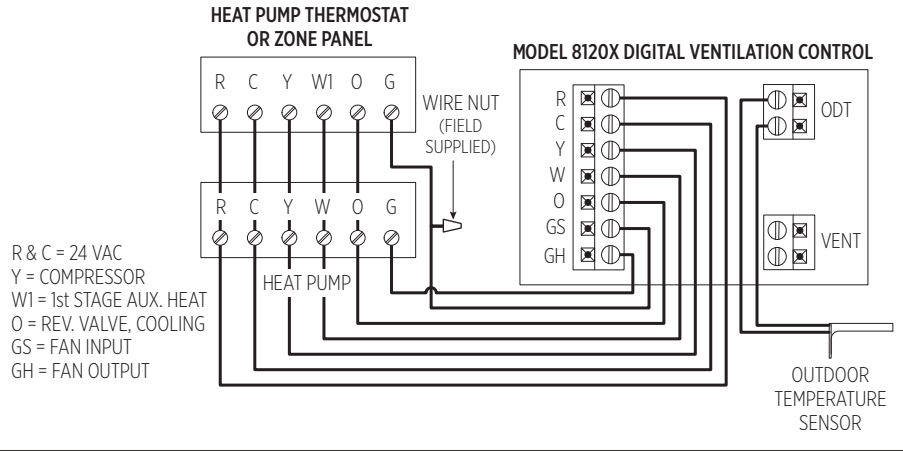 HEAT PUMP THERMOSTAT
OR ZONE PANEL
R C Y W1 O G
MODEL 8120X DIGITAL VENTILATION CONTROL
WIRE NUT
(FIELD
SUPPLIED)
R
C
Y
W
O
GS
GH
ODT
VENT
R C Y W O G
HEAT PUMP
R & C = 24 VAC
Y = COMPRESSOR
W1 = 1st STAGE AUX. HEAT
O = REV. VALVE, COOLING
GS = FAN INPUT
GH = FAN OUTPUT
OUTDOOR
TEMPERATURE
SENSOR